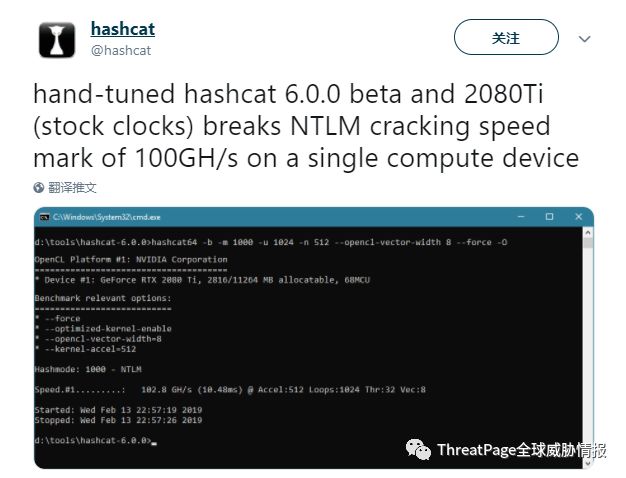 hashcat
@hashcat
关注
hand-tuned hashcat 6.0.0 beta and 2080Ti
(stock clocks) breaks NTLM cracking speed
mark of 100GH/s on a single compute device
翻译推文
C:\Windows\System32\cmd.exe
d:\tools\hashcat-6.0.0>hashcat64 -b -m 1000 -u 1024 -n 512 --opencl-vector-width 8 --force -O
OpenCL Platform #1: NVIDIA Corporation
======================================
* Device #1: GeForce RTX 2080 Ti, 2816/11264 MB allocatable, 68MCU
Benchmark relevant options:
===========================
* --force
* --optimized-kernel-enable
* --opencl-vector-width=8
* --kernel-accel=512
Hashmode: 1000 - NTLM
Speed.#1.........: 102.8 GH/s (10.48ms) @ Accel:512 Loops:1024 Thr:32 Vec:8
Started: Wed Feb 13 22:57:19 2019
Stopped: Wed Feb 13 22:57:26 2019
d:\tools\hashcat-6.0.0>_
ThreatPage全球威胁情报